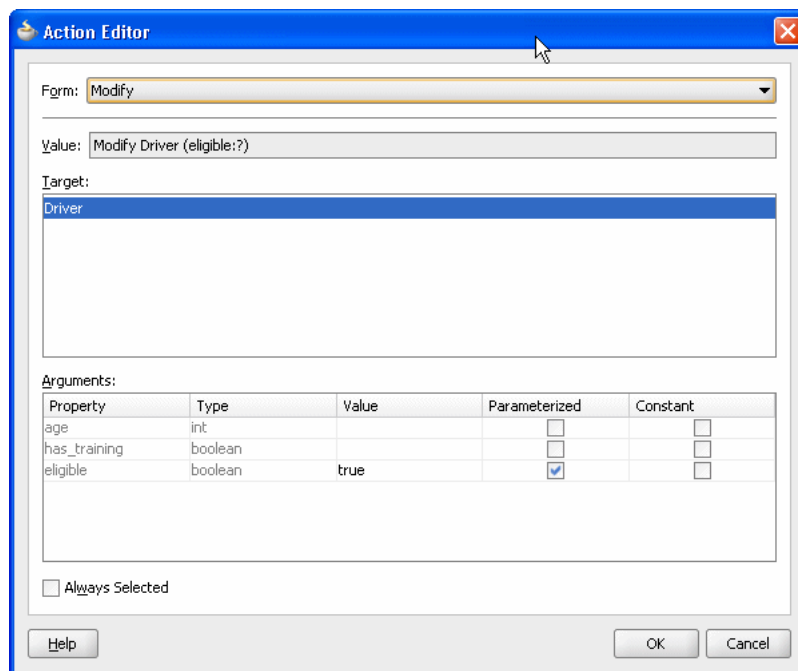 Action Editor
Form: Modify
Value: Modify Driver (eligible:?)
Target:
Driver
Arguments:
Property Type Value Parameterized Constant
age int
has_training boolean
eligible boolean true
Always Selected
Help OK Cancel